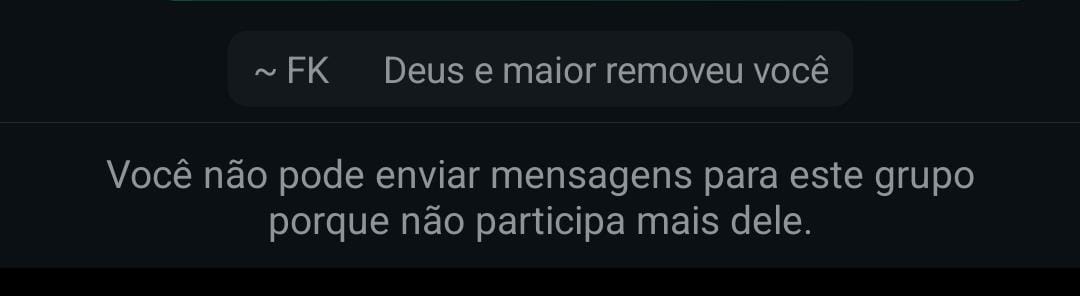 ~ FK Deus e maior removeu você
Você não pode enviar mensagens para este grupo
porque não participa mais dele.